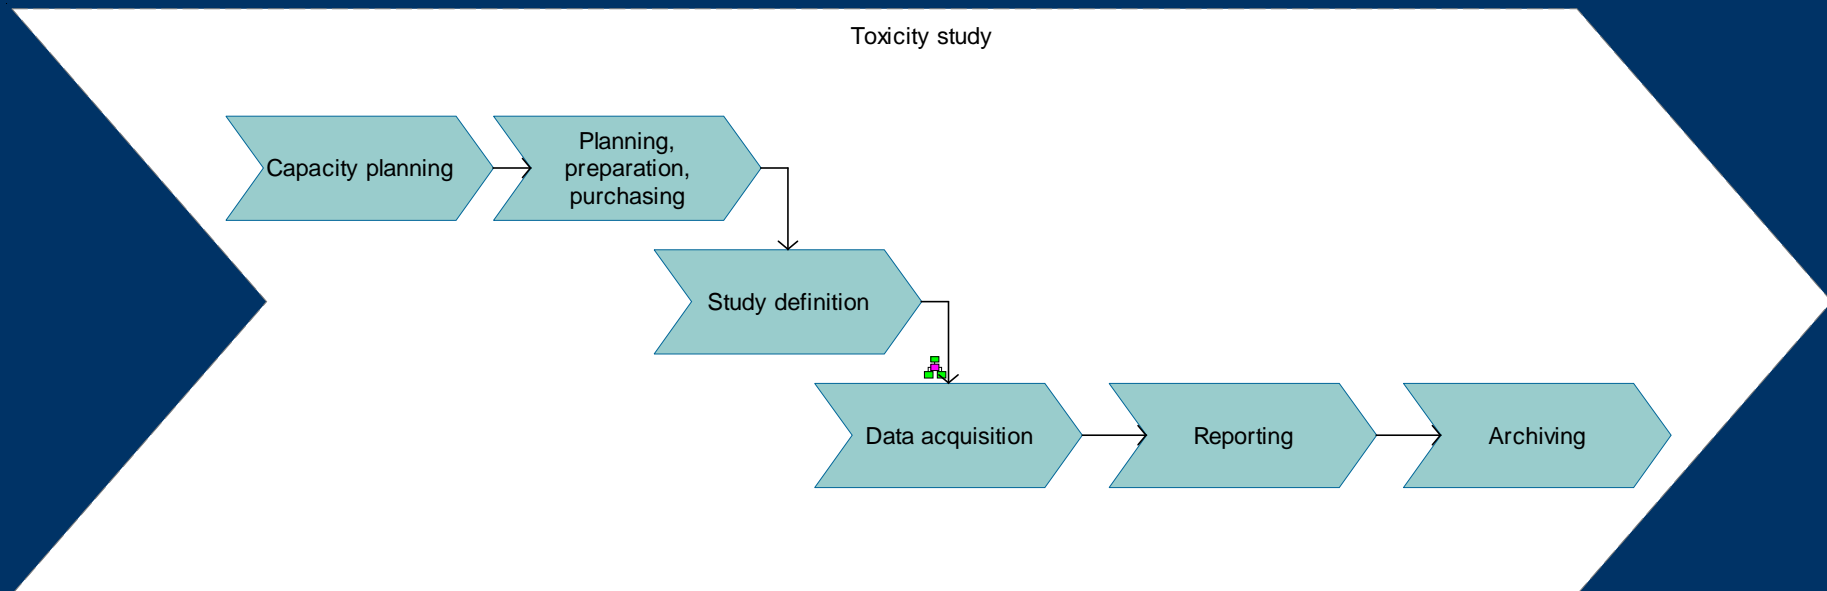 Toxicity study
Capacity planning
Planning,
preparation,
purchasing
Study definition
Data acquisition
Reporting
Archiving